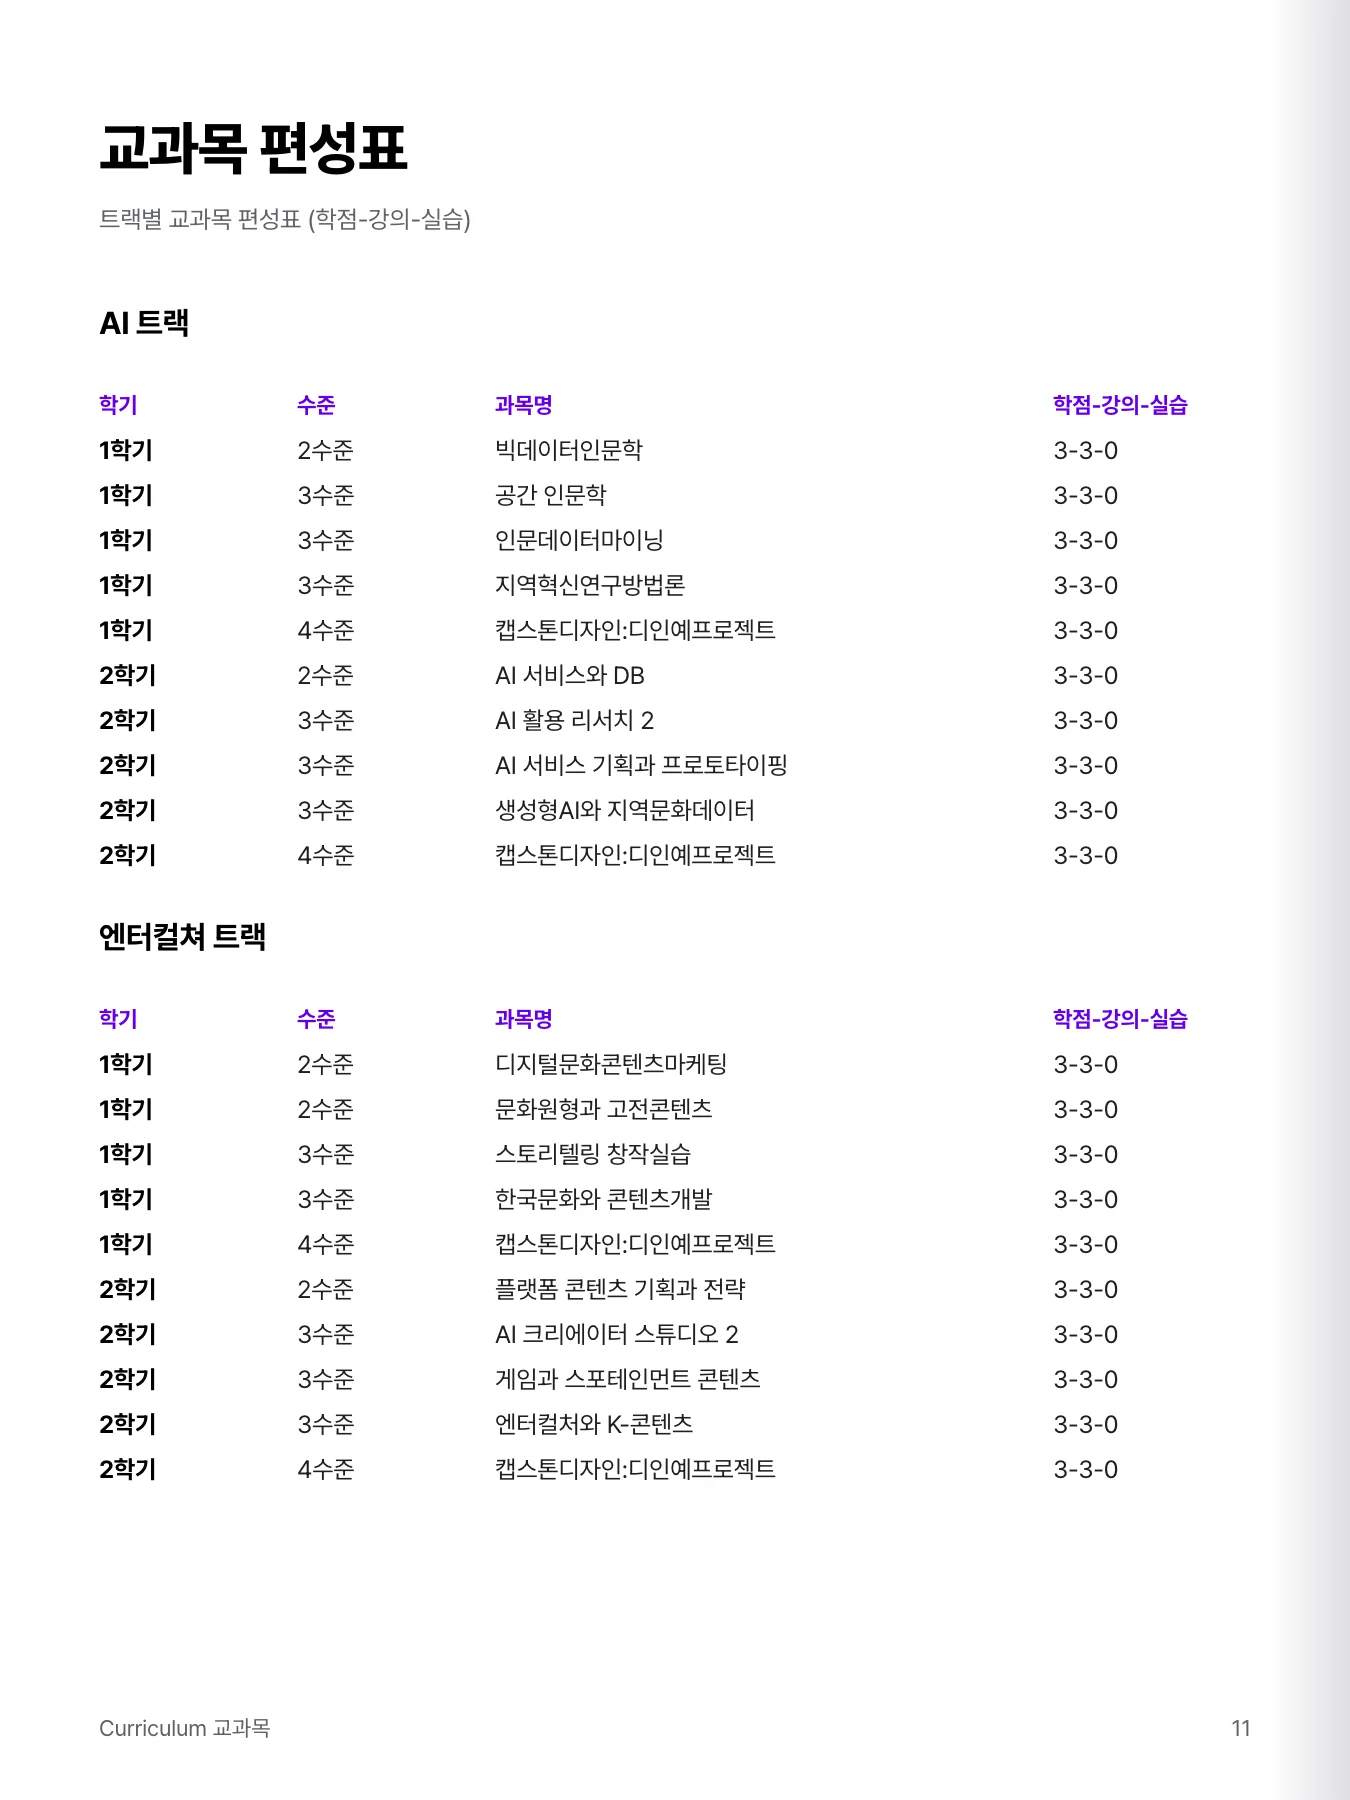 교과목 편성표
트랙별 교과목 편성표 (학점-강의-실습)
AI 트랙
학기 수준 과목명 학점-강의-실습
1학기 2수준 빅데이터인문학 3-3-0
1학기 3수준 공간 인문학 3-3-0
1학기 3수준 인문데이터마이닝 3-3-0
1학기 3수준 지역혁신연구방법론 3-3-0
1학기 4수준 캡스톤디자인:디인예프로젝트 3-3-0
2학기 2수준 AI 서비스와 DB 3-3-0
2학기 3수준 AI 활용 리서치 2 3-3-0
2학기 3수준 AI 서비스 기획과 프로토타이핑 3-3-0
2학기 3수준 생성형AI와 지역문화데이터 3-3-0
2학기 4수준 캡스톤디자인:디인예프로젝트 3-3-0
엔터컬쳐 트랙
학기 수준 과목명 학점-강의-실습
1학기 2수준 디지털문화콘텐츠마케팅 3-3-0
1학기 2수준 문화원형과 고전콘텐츠 3-3-0
1학기 3수준 스토리텔링 창작실습 3-3-0
1학기 3수준 한국문화와 콘텐츠개발 3-3-0
1학기 4수준 캡스톤디자인:디인예프로젝트 3-3-0
2학기 2수준 플랫폼 콘텐츠 기획과 전략 3-3-0
2학기 3수준 AI 크리에이터 스튜디오 2 3-3-0
2학기 3수준 게임과 스포테인먼트 콘텐츠 3-3-0
2학기 3수준 엔터컬처와 K-콘텐츠 3-3-0
2학기 4수준 캡스톤디자인:디인예프로젝트 3-3-0
Curriculum 교과목 11